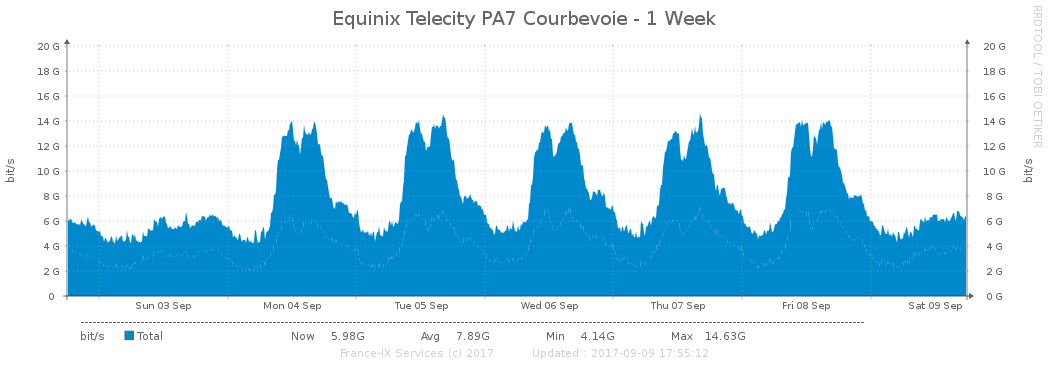 Equinix Telecity PA7 Courbevoie - 1 Week
RRDTOOL / TOBI OETIKER
bit/s
20 G 20 G
18 G 18 G
16 G 16 G
14 G 14 G
12 G 12 G
10 G 10 G
8 G 8 G
6 G 6 G
4 G 4 G
2 G 2 G
0 0 G
bit/s
Sun 03 Sep Mon 04 Sep Tue 05 Sep Wed 06 Sep Thu 07 Sep Fri 08 Sep Sat 09 Sep
bit/s Total Now 5.98G Avg 7.89G Min 4.14G Max 14.63G
France-IX Services (c) 2017 Updated : 2017-09-09 17:55:12